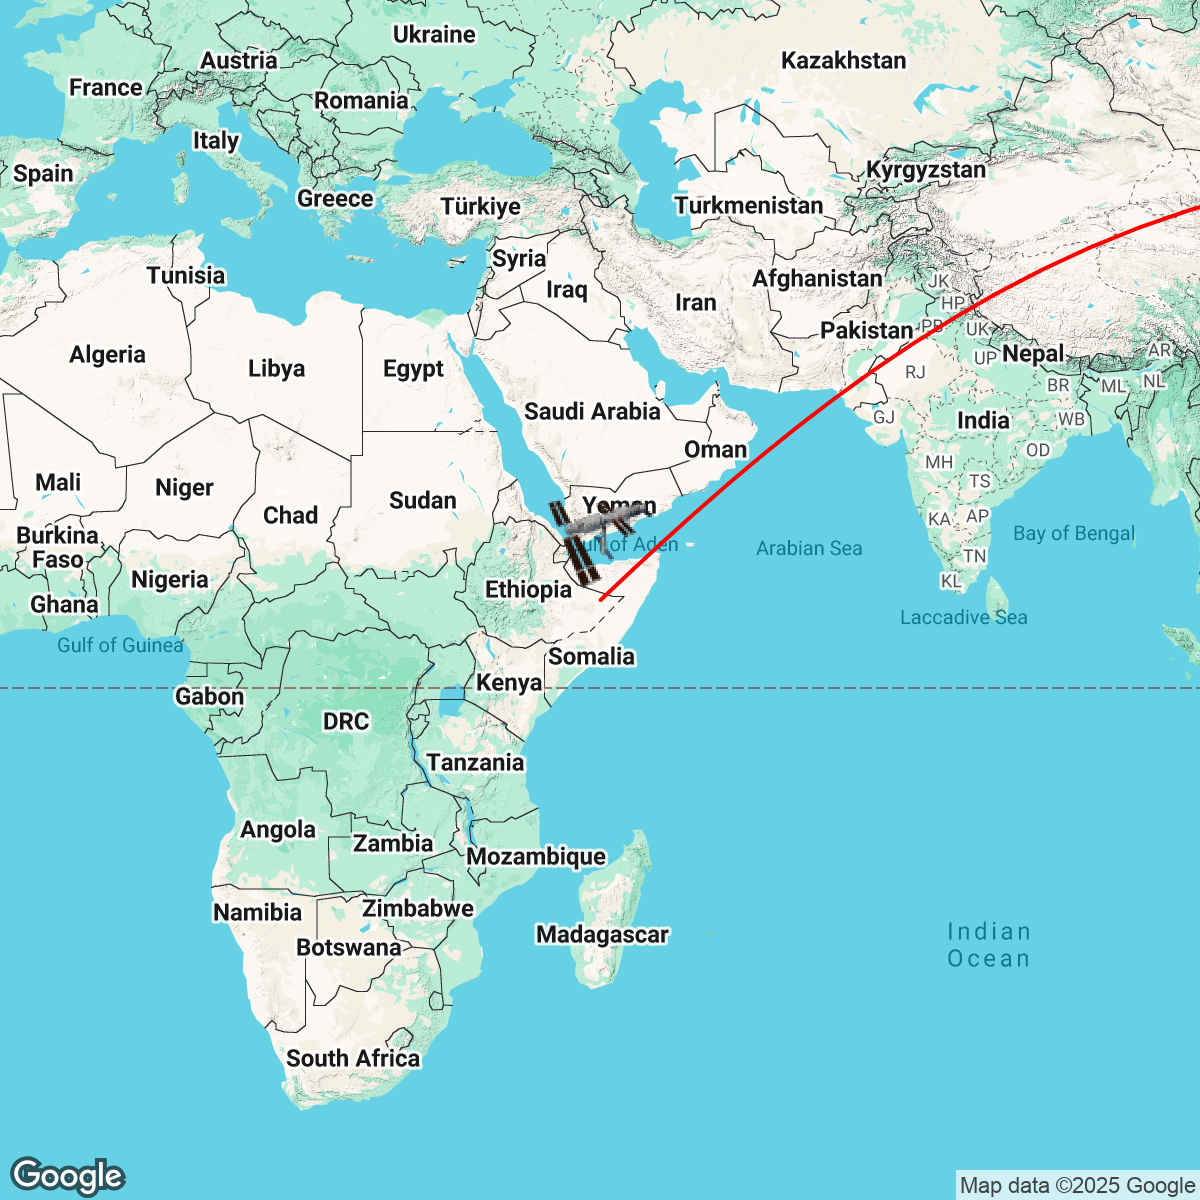 Ukraine
Austria
Kazakhstan
France
Romania
Italy
Kyrgyzstan
Spain
Greece
Türkiye
Turkmenistan
Syria
Tunisia
Afghanistan
JK
Iraq
Iran
HP
Pakistan
PB
UK
Algeria
Libya
Egypt
Nepal
UP
AR
RJ
BR
ML
NL
Saudi Arabia
GJ
India
WB
Oman
OD
MH
Mali
Niger
TS
Sudan
Yemen
Chad
KA
AP
Burkina
Faso
Bay of Bengal
Gulf of Aden
Arabian Sea
TN
Nigeria
KL
Ethiopia
Ghana
Laccadive Sea
Gulf of Guinea
Somalia
Kenya
Gabon
DRC
Tanzania
Angola
Zambia
Mozambique
Namibia
Zimbabwe
Madagascar
Indian
Ocean
Botswana
South Africa
Google
Map data ©2025 Google